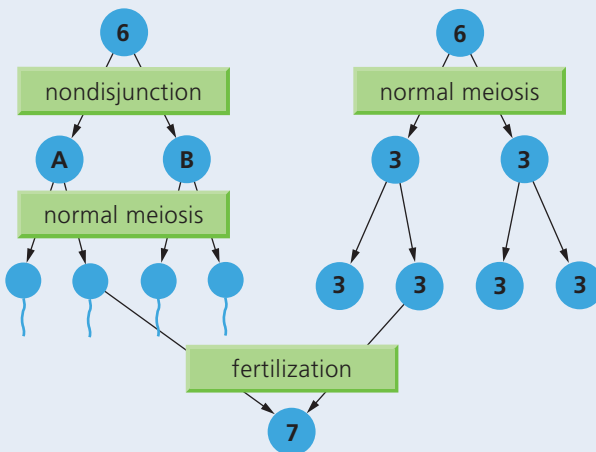 6 6
nondisjunction normal meiosis
A B 3 3
normal meiosis
3 3 3 3
fertilization
7